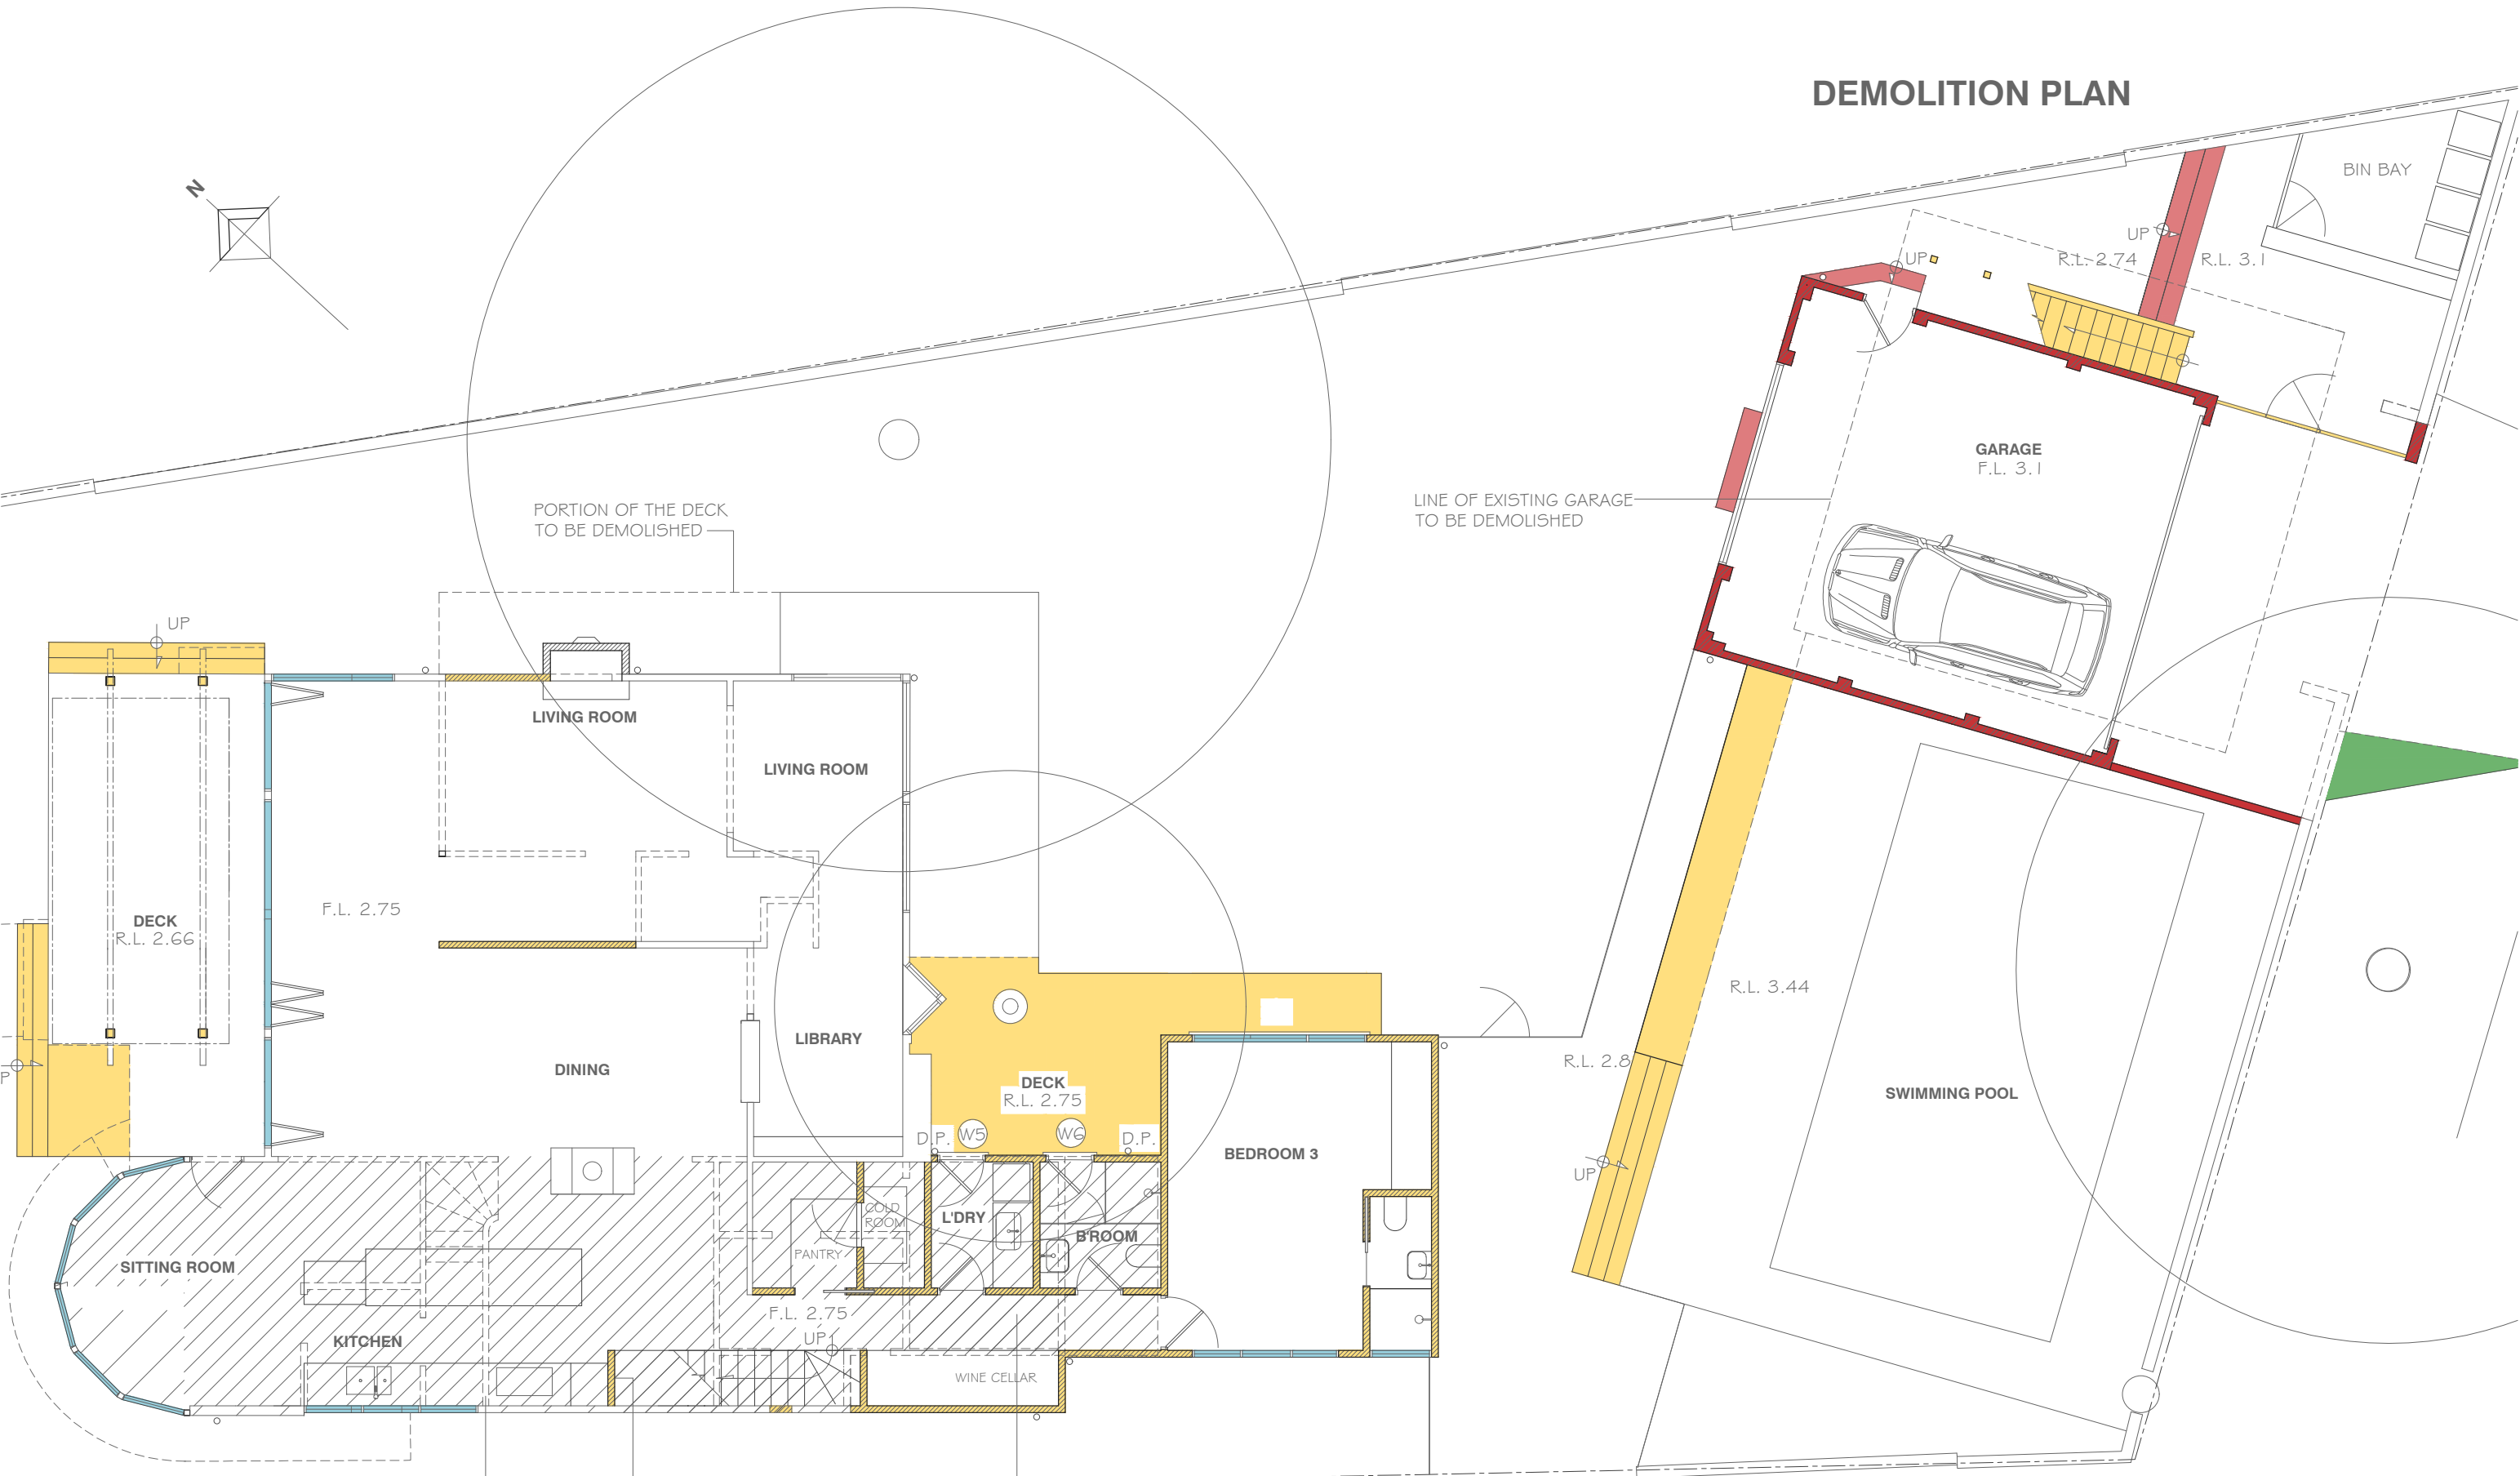 DEMOLITION PLAN
N
BIN BAY
UP
R.L. 2.74
R.L. 3.1
UP
GARAGE
F.L. 3.1
PORTION OF THE DECK
TO BE DEMOLISHED
LINE OF EXISTING GARAGE
TO BE DEMOLISHED
UP
LIVING ROOM
LIVING ROOM
DECK
R.L. 2.66
F.L. 2.75
R.L. 3.44
LIBRARY
DINING
R.L. 2.8
DECK
R.L. 2.75
SWIMMING POOL
P
D.P.
W5
W6
D.P.
BEDROOM 3
UP
COLD
ROOM
L'DRY
B'ROOM
PANTRY
SITTING ROOM
F.L. 2.75
KITCHEN
UP
WINE CELLAR